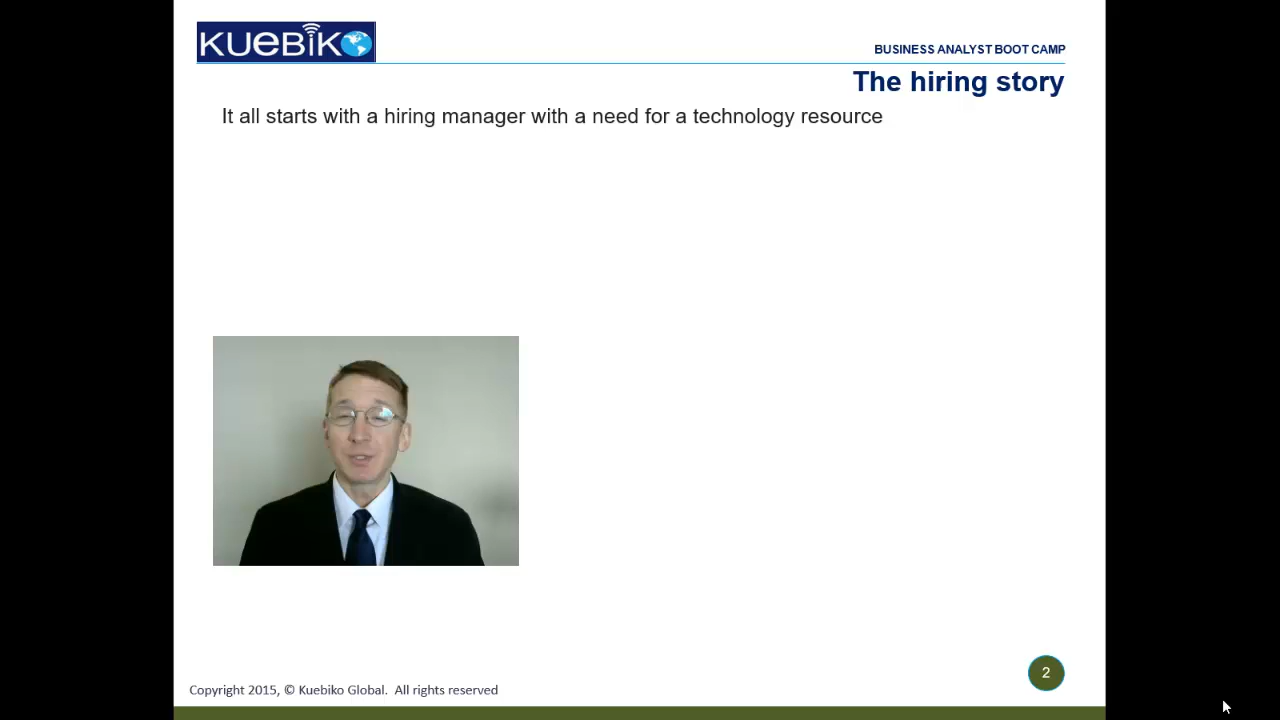 KUEBIKO
BUSINESS ANALYST BOOT CAMP
The hiring story
It all starts with a hiring manager with a need for a technology resource
2
Copyright 2015, © Kuebiko Global. All rights reserved